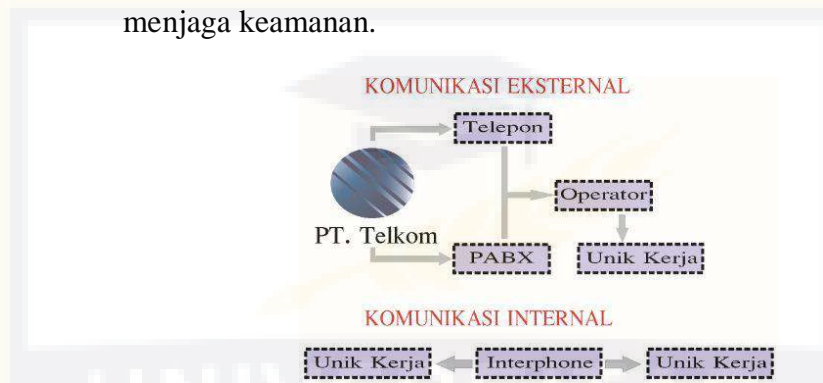 menjaga keamanan.
KOMUNIKASI EKSTERNAL
Telepon
Operator
PT. Telkom
PABX
Unik Kerja
KOMUNIKASI INTERNAL
Unik Kerja
Interphone
Unik Kerja